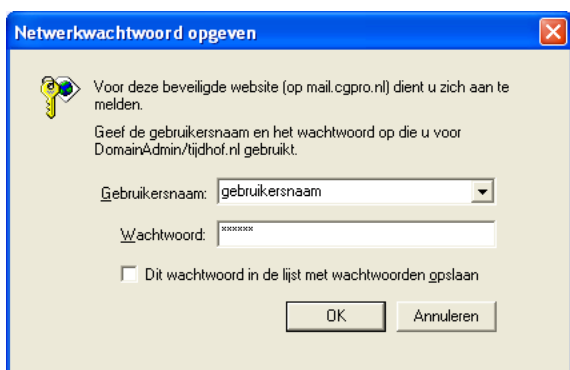 Netwerkwachtwoord opgeven
Voor deze beveiligde website (op mail.cgpro.nl) dient u zich aan te
melden.
Geef de gebruikersnaam en het wachtwoord op die u voor
DomainAdmin/tijdhof.nl gebruikt.
Gebruikersnaam: gebruikersnaam
Wachtwoord: ******
Dit wachtwoord in de lijst met wachtwoorden opslaan
OK Annuleren